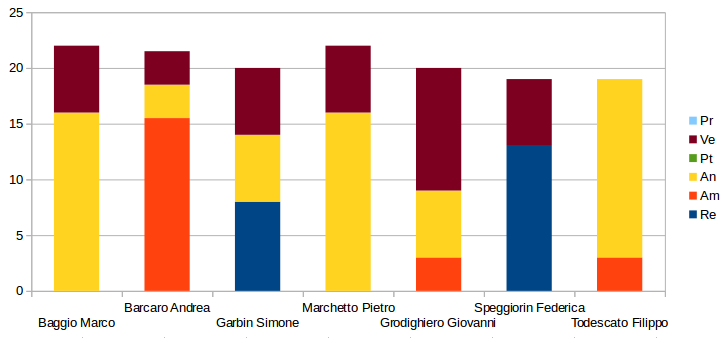 25
20
15
10
5
0
Pr
Ve
Pt
An
Am
Re
Barcaro Andrea Marchetto Pietro Speggiorin Federica
Baggio Marco Garbin Simone Grodighiero Giovanni Todescato Filippo